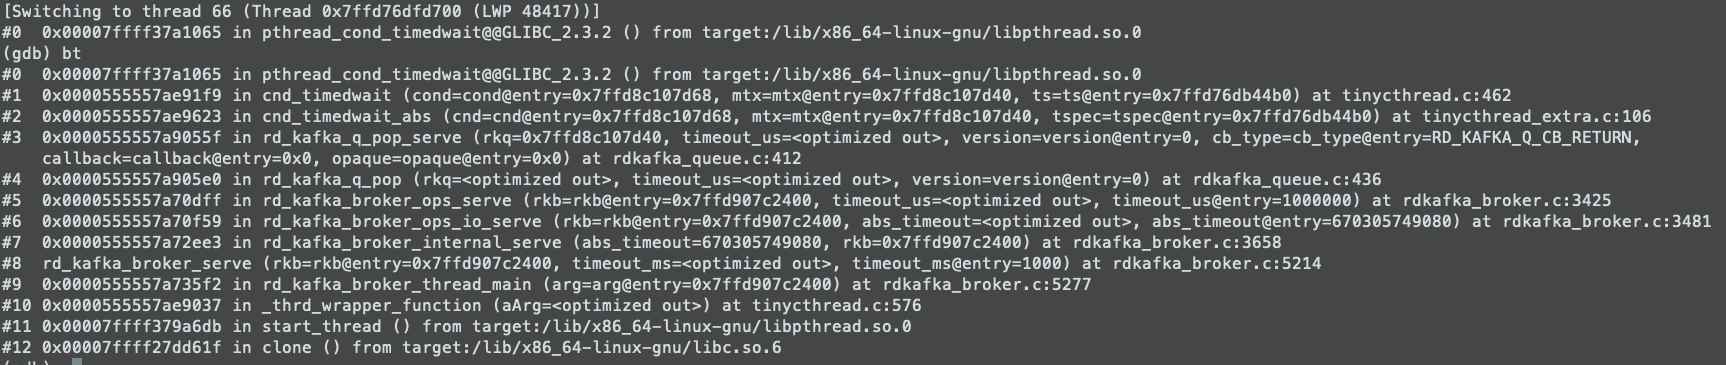 [Switching to thread 66 (Thread 0x7ffd76dfd700 (LWP 48417))]
#0  0x00007ffff37a1065 in pthread_cond_timedwait@@GLIBC_2.3.2 () from target:/lib/x86_64-linux-gnu/libpthread.so.0
(gdb) bt
#0  0x00007ffff37a1065 in pthread_cond_timedwait@@GLIBC_2.3.2 () from target:/lib/x86_64-linux-gnu/libpthread.so.0
#1  0x0000555557ae91f9 in cnd_timedwait (cond=cond@entry=0x7ffd8c107d68, mtx=mtx@entry=0x7ffd8c107d40, ts=ts@entry=0x7ffd76db44b0) at tinycthread.c:462
#2  0x0000555557ae9623 in cnd_timedwait_abs (cnd=cnd@entry=0x7ffd8c107d68, mtx=mtx@entry=0x7ffd8c107d40, tspec=tspec@entry=0x7ffd76db44b0) at tinycthread_extra.c:106
#3  0x0000555557a9055f in rd_kafka_q_pop_serve (rkq=0x7ffd8c107d40, timeout_us=<optimized out>, version=version@entry=0, cb_type=cb_type@entry=RD_KAFKA_Q_CB_RETURN,
    callback=callback@entry=0x0, opaque=opaque@entry=0x0) at rdkafka_queue.c:412
#4  0x0000555557a905e0 in rd_kafka_q_pop (rkq=<optimized out>, timeout_us=<optimized out>, version=version@entry=0) at rdkafka_queue.c:436
#5  0x0000555557a70dff in rd_kafka_broker_ops_serve (rkb=rkb@entry=0x7ffd907c2400, timeout_us=<optimized out>, timeout_us@entry=1000000) at rdkafka_broker.c:3425
#6  0x0000555557a70f59 in rd_kafka_broker_ops_io_serve (rkb=rkb@entry=0x7ffd907c2400, abs_timeout=<optimized out>, abs_timeout@entry=670305749080) at rdkafka_broker.c:3481
#7  0x0000555557a72ee3 in rd_kafka_broker_internal_serve (abs_timeout=670305749080, rkb=0x7ffd907c2400) at rdkafka_broker.c:3658
#8  rd_kafka_broker_serve (rkb=rkb@entry=0x7ffd907c2400, timeout_ms=<optimized out>, timeout_ms@entry=1000) at rdkafka_broker.c:5214
#9  0x0000555557a735f2 in rd_kafka_broker_thread_main (arg=arg@entry=0x7ffd907c2400) at rdkafka_broker.c:5277
#10 0x0000555557ae9037 in _thrd_wrapper_function (aArg=<optimized out>) at tinycthread.c:576
#11 0x00007ffff379a6db in start_thread () from target:/lib/x86_64-linux-gnu/libpthread.so.0
#12 0x00007ffff27dd61f in clone () from target:/lib/x86_64-linux-gnu/libc.so.6